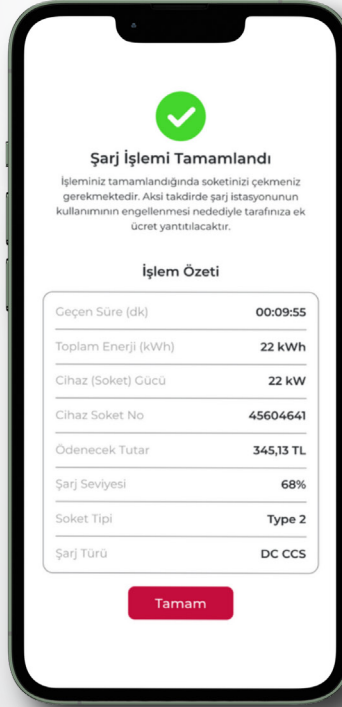 Şarj İşlemi Tamamlandı
İşleminiz tamamlandığında soketinizi çekmeniz
gerekmektedir. Aksi takdirde şarj istasyonunun
kullanımının engellenmesi nedediyle tarafınıza ek
ücret yantıtılacaktır.
İşlem Özeti
Geçen Süre (dk) 00:09:55
Toplam Enerji (kWh) 22 kWh
Cihaz (Soket) Gücü 22 kW
Cihaz Soket No 45604641
Ödenecek Tutar 345,13 TL
Şarj Seviyesi 68%
Soket Tipi Type 2
Şarj Türü DC CCS
Tamam